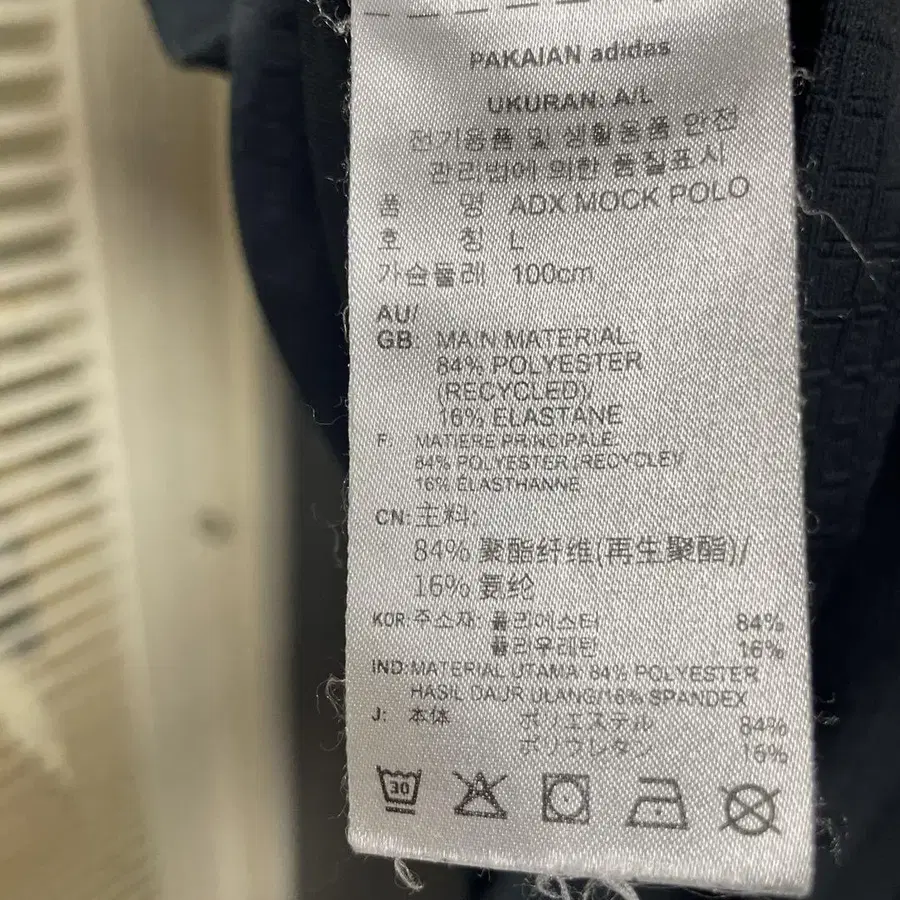 PAKAIAN adidas
UKURAN: A/L
전기용품 및 생활용품 안전
관리법에 의한 품질표시
품 명 ADX MOCK POLO
호 칭 L
가슴둘레 100cm
AU/
GB: MAIN MATERIAL:
84% POLYESTER
(RECYCLED)/
16% ELASTANE
F: MATIERE PRINCIPALE:
84% POLYESTER (RECYCLE)/
16% ELASTHANNE
CN: 主料:
84% 聚酯纤维(再生聚酯)/
16% 氨纶
KOR: 주소재: 폴리에스터 84%
폴리우레탄 16%
IND: MATERIAL UTAMA: 84% POLYESTER
HASIL DAUR ULANG/16% SPANDEX
J: 本体 ポリエステル 84%
ポリウレタン 16%
30